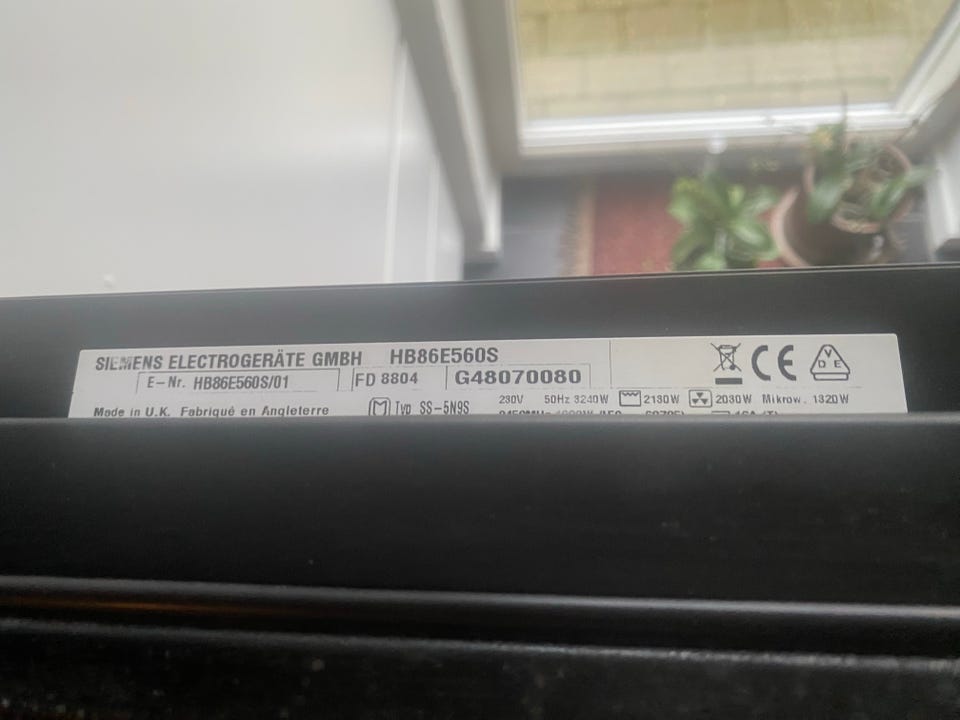 SIEMENS ELECTROGERÄTE GMBH HB86E560S
E-Nr. HB86E560S/01 FD 8804 G48070080
Made in U.K. Fabriqué en Angleterre Typ SS-5N9S 230V 50Hz 3240W 2130W 2030W Mikrow. 1320W
CE VDE